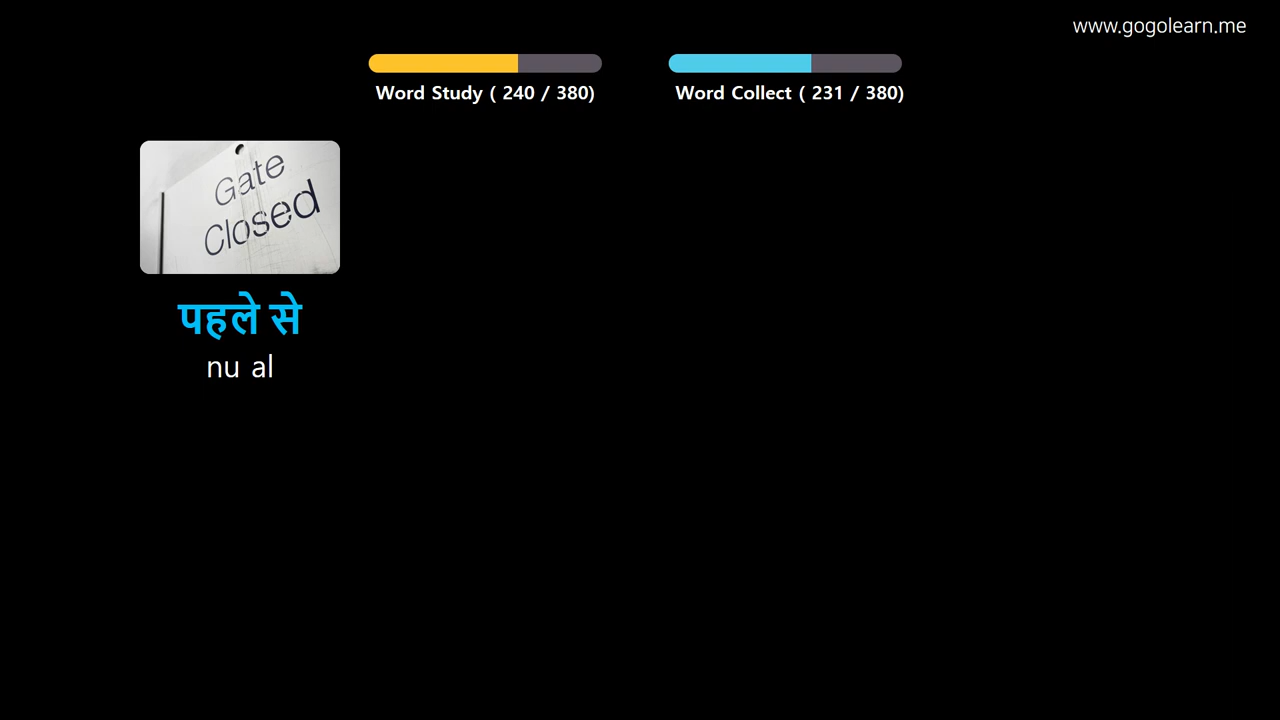 www.gogolearn.me
Word Study ( 240 / 380)
Word Collect ( 231 / 380)
Gate
Closed
पहले से
nu al